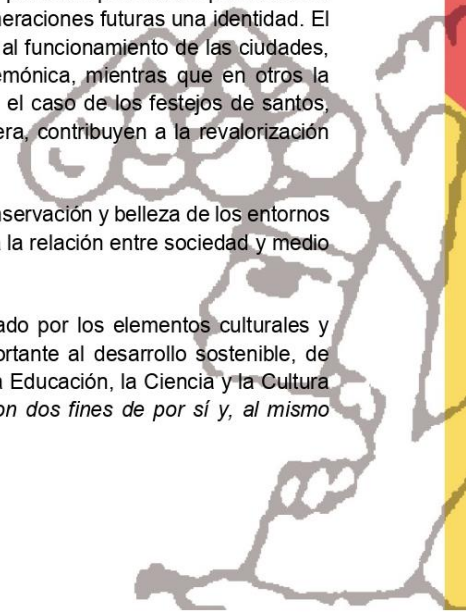 neraciones futuras una identidad. El
al funcionamiento de las ciudades,
emónica, mientras que en otros la
el caso de los festejos de santos,
era, contribuyen a la revalorización
nservación y belleza de los entornos
la relación entre sociedad y medio
ado por los elementos culturales y
ortante al desarrollo sostenible, de
a Educación, la Ciencia y la Cultura
on dos fines de por sí y, al mismo